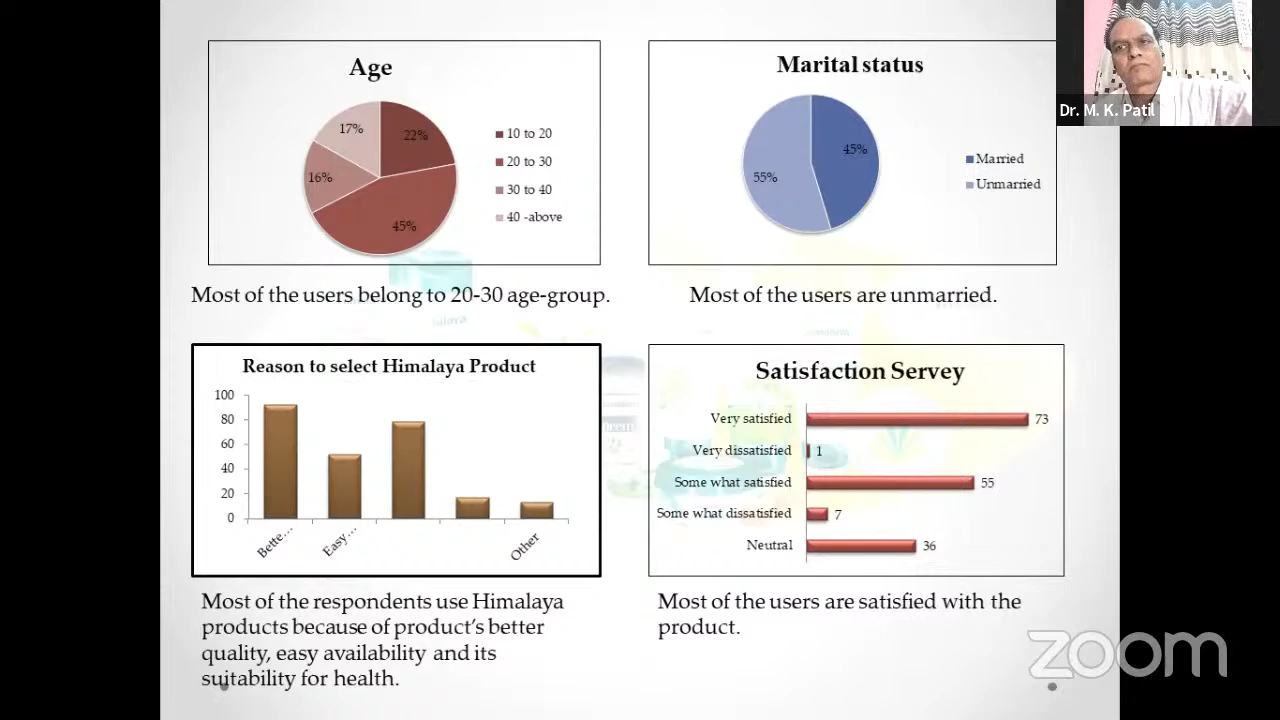 Age
22%
45%
16%
17%
10 to 20
20 to 30
30 to 40
40 -above
Most of the users belong to 20-30 age-group.
Marital status
45%
55%
Married
Unmarried
Most of the users are unmarried.
Dr. M. K. Patil
Reason to select Himalaya Product
100
80
60
40
20
0
Bette...
Easy...
Other
Most of the respondents use Himalaya
products because of product's better
quality, easy availability and its
suitability for health.
Satisfaction Servey
Very satisfied 73
Very dissatisfied 1
Some what satisfied 55
Some what dissatisfied 7
Neutral 36
Most of the users are satisfied with the
product.
zoom